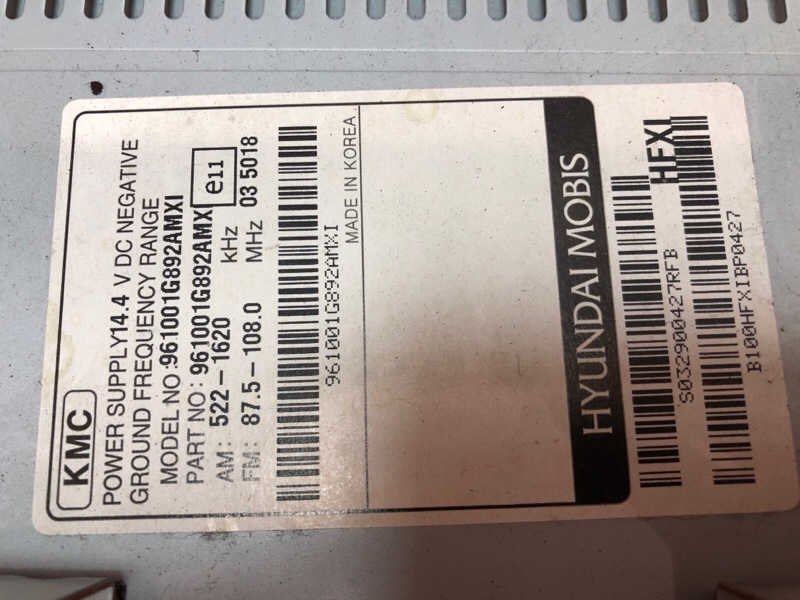 KMC
POWER SUPPLY14.4 V DC NEGATIVE
GROUND FREQUENCY RANGE
MODEL NO :961001G892AMXI
PART NO : 961001G892AMX
AM : 522 – 1620 kHz
FM : 87.5 – 108.0 MHz
e11
03 5018
961001G892AMXI
MADE IN KOREA
HYUNDAI MOBIS
HFXI
S032900427RFB
B100HFXIBP0427